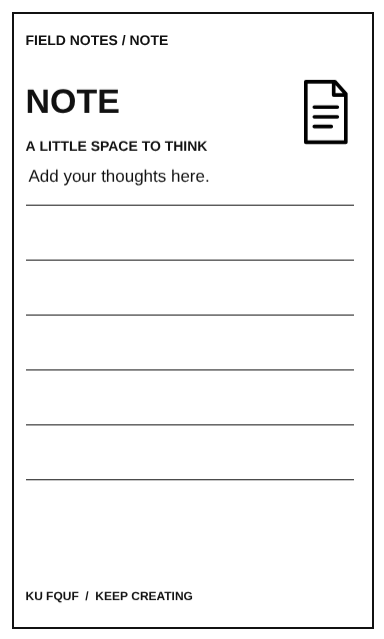 FIELD NOTES / NOTE
NOTE
A LITTLE SPACE TO THINK
Add your thoughts here.
KU FQUF / KEEP CREATING